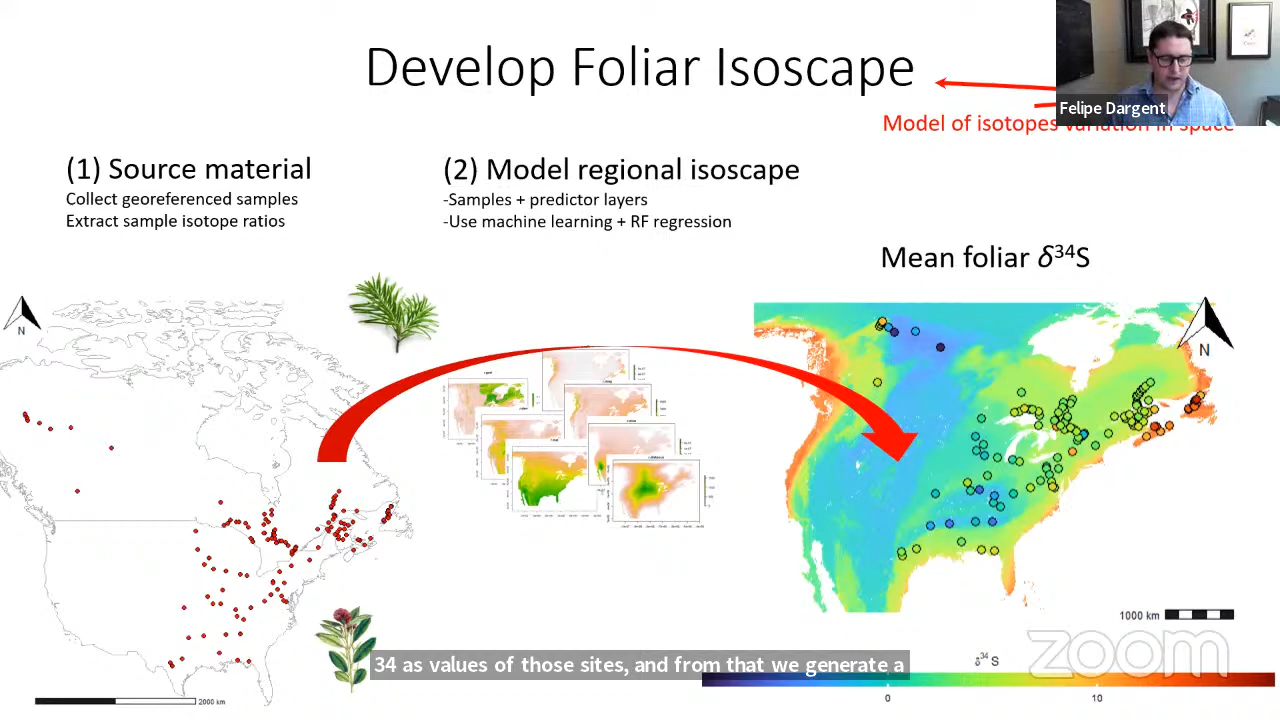 Develop Foliar Isoscape
Felipe Dargent
Model of isotopes variation in space
(1) Source material
Collect georeferenced samples
Extract sample isotope ratios
(2) Model regional isoscape
-Samples + predictor layers
-Use machine learning + RF regression
Mean foliar δ³⁴S
N
N
1000 km
2000 km
34 as values of those sites, and from that we generate a
δ³⁴ S
zoom
0
10